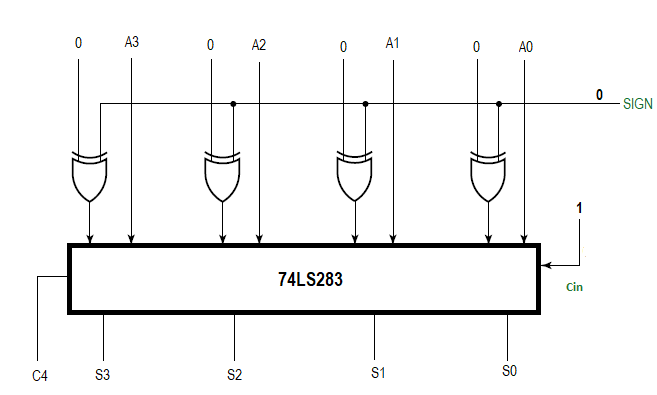 0 A3 0 A2 0 A1 0 A0
0 SIGN
1
74LS283
Cin
C4 S3 S2 S1 S0